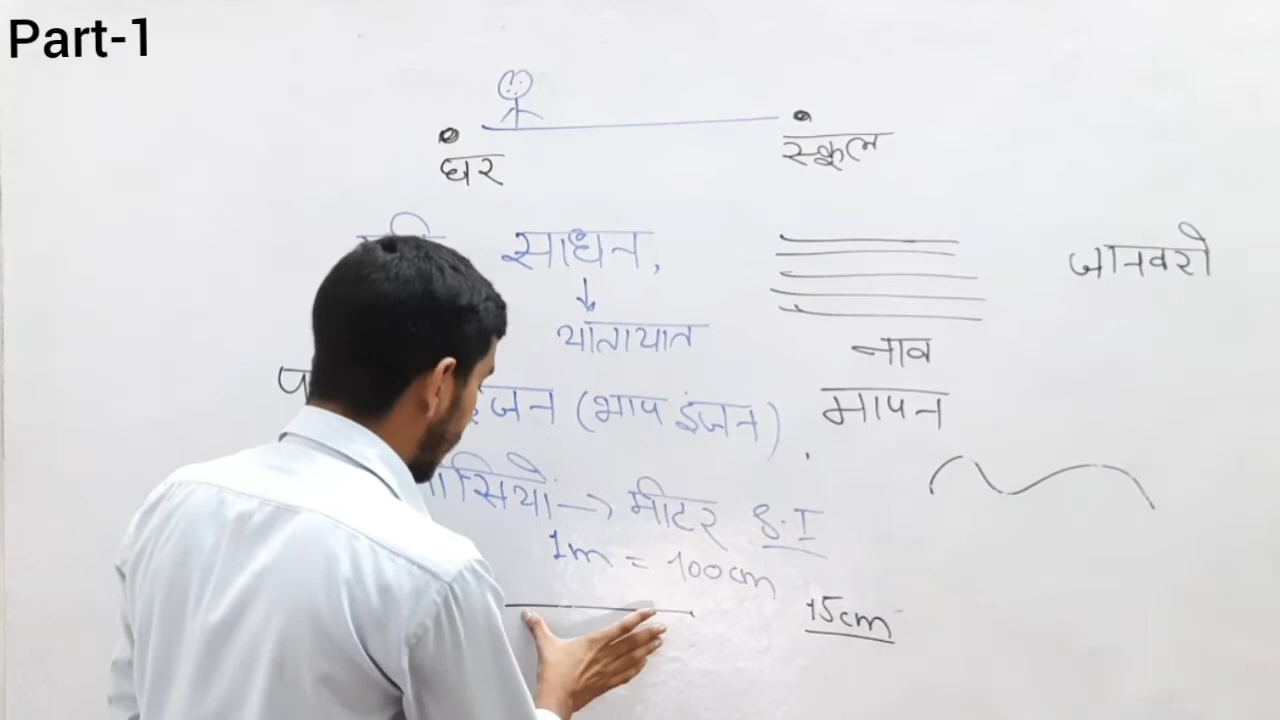 Part-1
घर
स्कूल
साधन,
जानवरो
यातायात
नाव
इंजन (भाप इंजन)
मापन
मीटर S.I
1m = 100cm
15cm